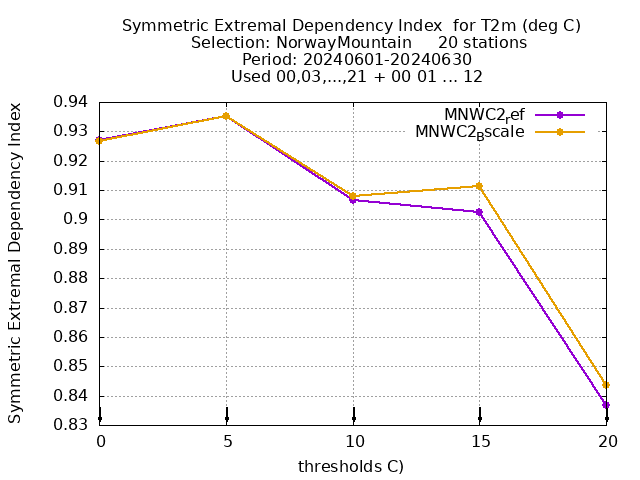 Symmetric Extremal Dependency Index  for T2m (deg C)
Selection: NorwayMountain     20 stations
Period: 20240601-20240630
Used 00,03,...,21 + 00 01 ... 12
Symmetric Extremal Dependency Index
0.94
0.93
0.92
0.91
0.9
0.89
0.88
0.87
0.86
0.85
0.84
0.83
MNWC2ref
MNWC2Bscale
0 5 10 15 20
thresholds C)